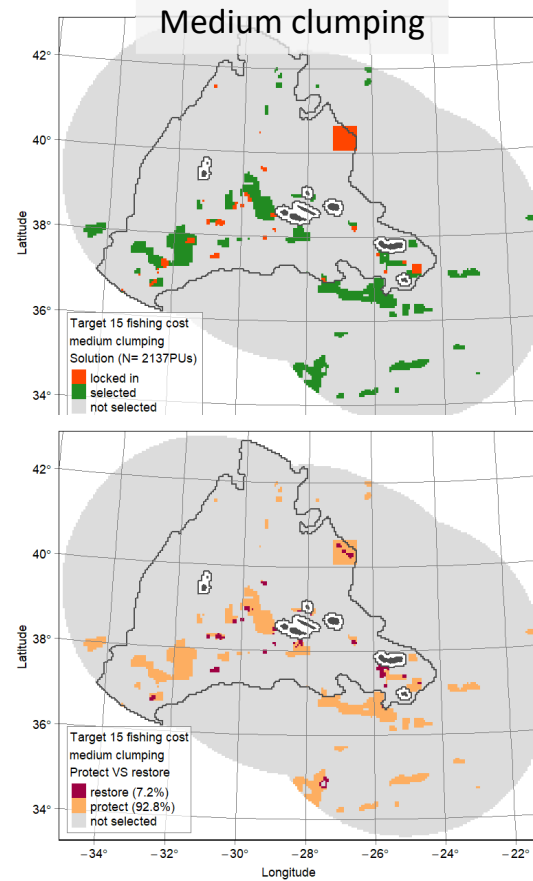 Medium clumping
42°
40°
38°
36°
34°
Latitude
Target 15 fishing cost
medium clumping
Solution (N= 2137PUs)
locked in
selected
not selected
42°
40°
38°
36°
34°
Latitude
Target 15 fishing cost
medium clumping
Protect VS restore
restore (7.2%)
protect (92.8%)
not selected
−34° −32° −30° −28° −26° −24° −22°
Longitude